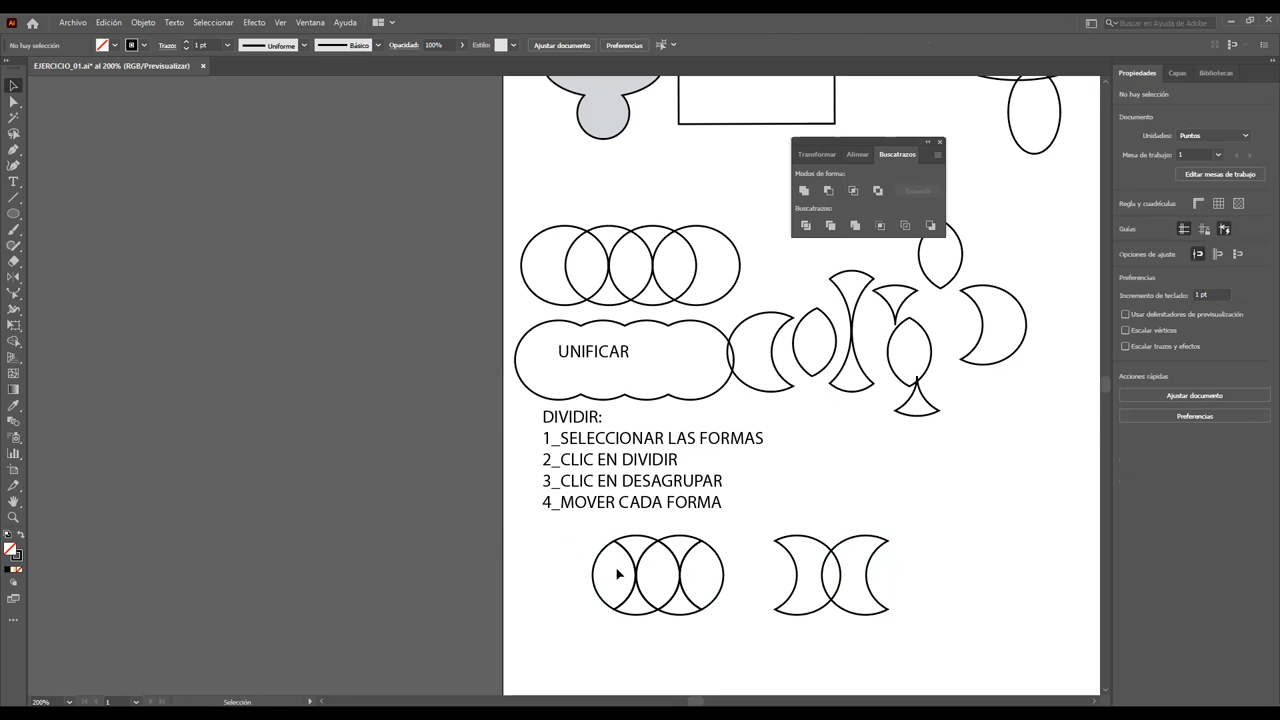 Archivo Edición Objeto Texto Seleccionar Efecto Ver Ventana Ayuda
Buscar en Ayuda de Adobe
No hay selección
Trazo:
1 pt
Uniforme
Básico
Opacidad:
100%
Estilo:
Ajustar documento
Preferencias
EJERCICIO_01.ai* al 200% (RGB/Previsualizar)
Transformar
Alinear
Buscatrazos
Modos de forma:
Buscatrazos:
UNIFICAR
DIVIDIR:
1_SELECCIONAR LAS FORMAS
2_CLIC EN DIVIDIR
3_CLIC EN DESAGRUPAR
4_MOVER CADA FORMA
Propiedades
Capas
Bibliotecas
No hay selección
Documento
Unidades:
Puntos
Mesa de trabajo:
1
Editar mesas de trabajo
Regla y cuadrículas
Guías
Opciones de ajuste
Preferencias
Incremento de teclado:
1 pt
Usar delimitadores de previsualización
Escalar vértices
Escalar trazos y efectos
Acciones rápidas
Ajustar documento
Preferencias
200%
1
Selección